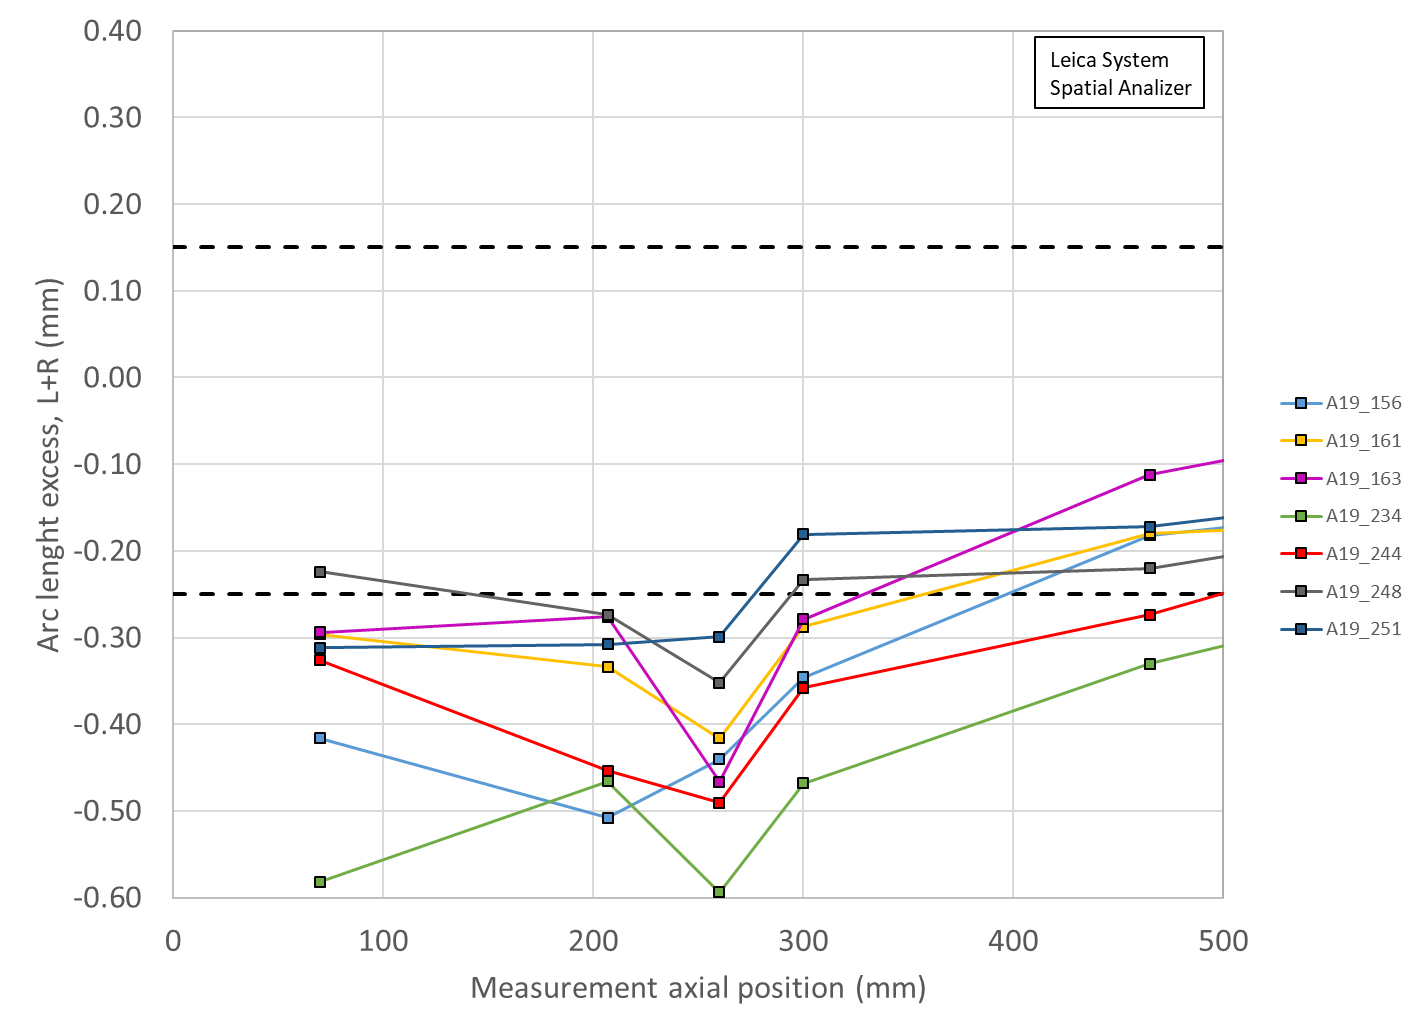 0.40
0.30
0.20
0.10
0.00
-0.10
-0.20
-0.30
-0.40
-0.50
-0.60
Arc lenght excess, L+R (mm)
Leica System
Spatial Analizer
A19_156
A19_161
A19_163
A19_234
A19_244
A19_248
A19_251
0 100 200 300 400 500
Measurement axial position (mm)